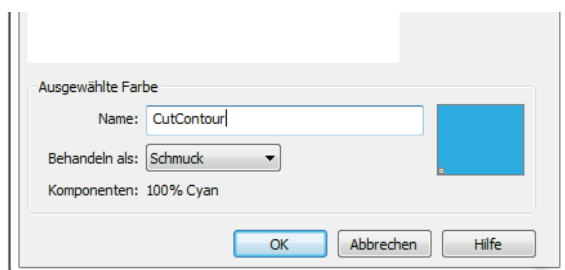 Ausgewählte Farbe
Name: CutContour
Behandeln als: Schmuck
Komponenten: 100% Cyan
OK Abbrechen Hilfe